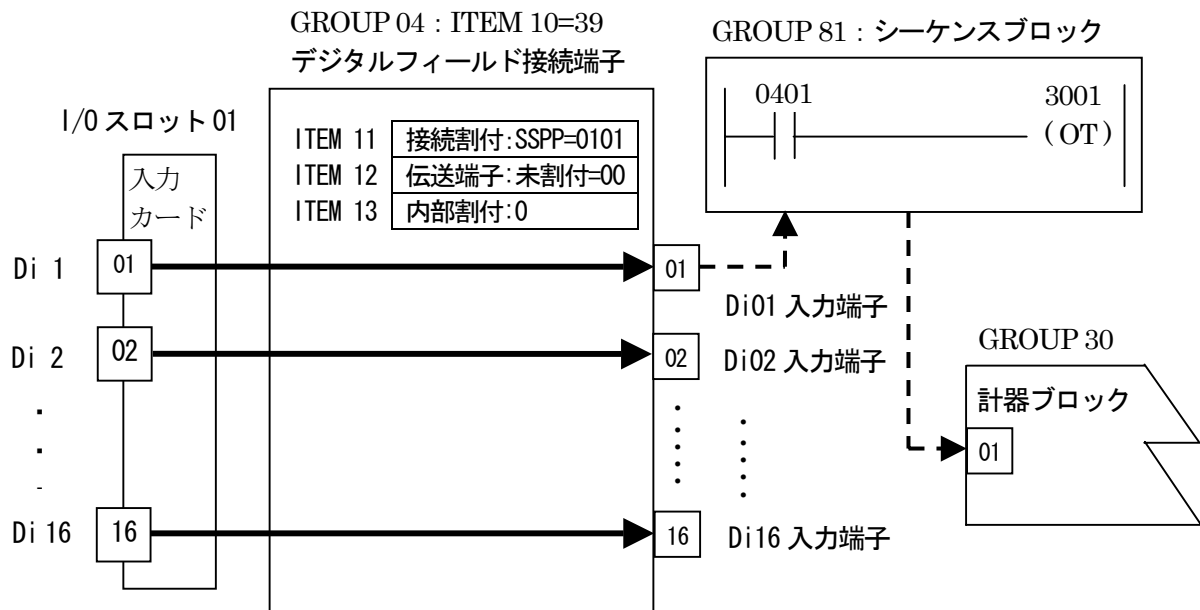 GROUP 04 : ITEM 10=39
デジタルフィールド接続端子
GROUP 81 : シーケンスブロック
0401
3001
(OT)
I/O スロット 01
入力
カード
ITEM 11 接続割付:SSPP=0101
ITEM 12 伝送端子:未割付=00
ITEM 13 内部割付:0
Di 1 01 01
Di01 入力端子
Di 2 02 02 Di02 入力端子
GROUP 30
計器ブロック
01
Di 16 16 16 Di16 入力端子